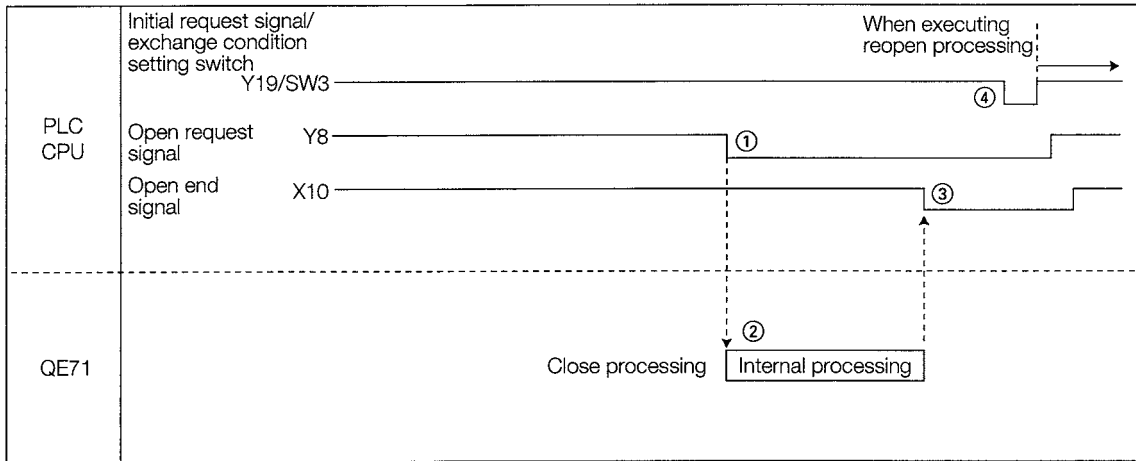 Initial request signal/
exchange condition
setting switch
Y19/SW3
When executing
reopen processing
④
PLC
CPU
Open request
signal
Y8
①
Open end
signal
X10
③
QE71
②
Close processing
Internal processing